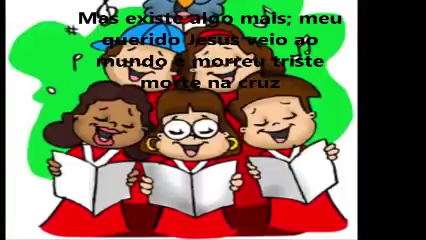 Mas existe algo mais; meu
querido Jesus veio ao
mundo e morreu triste
morte na cruz